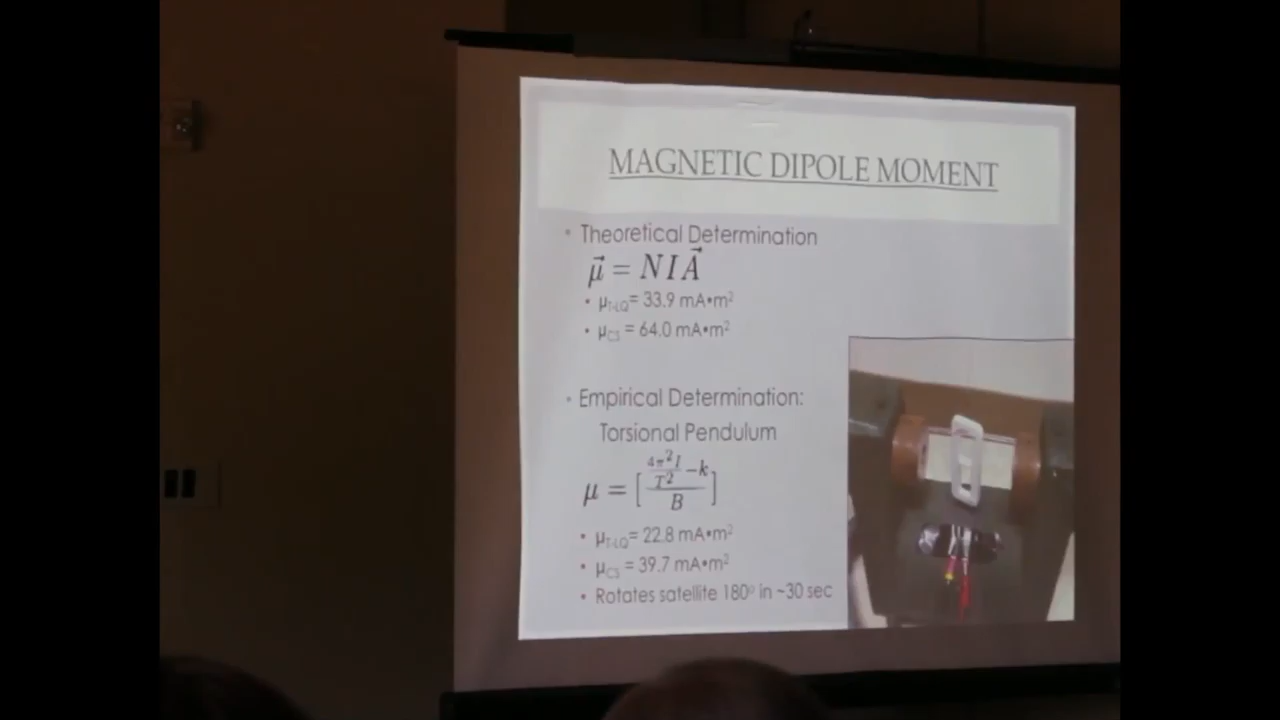 MAGNETIC DIPOLE MOMENT
• Theoretical Determination
μ⃗ = NIA⃗
• μT-LQ = 33.9 mA•m²
• μCS = 64.0 mA•m²
• Empirical Determination:
Torsional Pendulum
μ = [(4π²I/T² − k)/B]
• μT-LQ = 22.8 mA•m²
• μCS = 39.7 mA•m²
• Rotates satellite 180° in ~30 sec